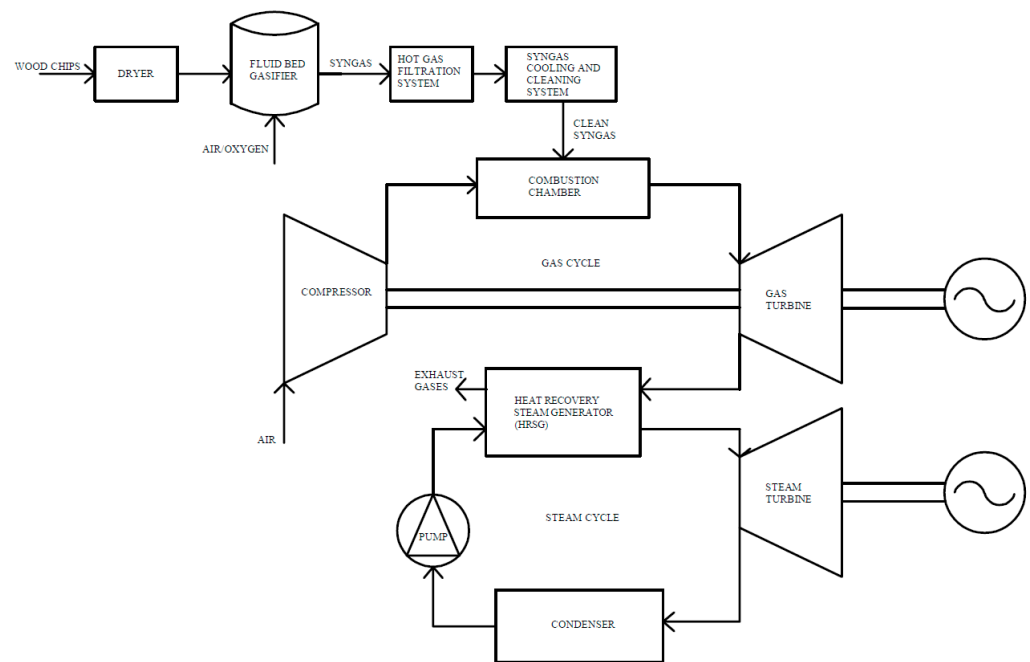 WOOD CHIPS
DRYER
FLUID BED
GASIFIER
SYNGAS
HOT GAS
FILTRATION
SYSTEM
SYNGAS
COOLING AND
CLEANING
SYSTEM
AIR/OXYGEN
CLEAN
SYNGAS
COMBUSTION
CHAMBER
GAS CYCLE
COMPRESSOR
GAS
TURBINE
EXHAUST
GASES
HEAT RECOVERY
STEAM GENERATOR
(HRSG)
AIR
STEAM
TURBINE
STEAM CYCLE
PUMP
CONDENSER